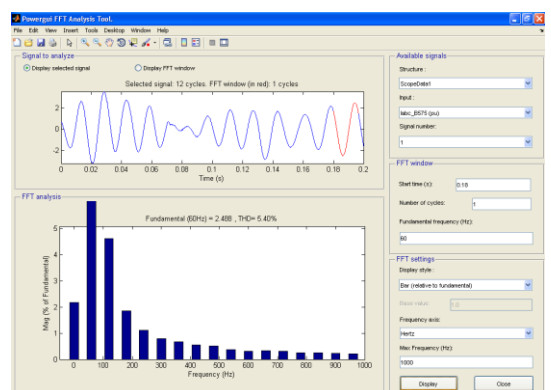 Powergui FFT Analysis Tool.
File Edit View Insert Tools Desktop Window Help
Signal to analyze
Display selected signal Display FFT window
Selected signal: 12 cycles. FFT window (in red): 1 cycles
2
0
-2
0 0.02 0.04 0.06 0.08 0.1 0.12 0.14 0.16 0.18 0.2
Time (s)
FFT analysis
Fundamental (60Hz) = 2.488 , THD= 5.40%
Mag (% of Fundamental)
5
4
3
2
1
0
0 100 200 300 400 500 600 700 800 900 1000
Frequency (Hz)
Available signals
Structure :
ScopeData1
Input :
Iabc_B575 (pu)
Signal number:
1
FFT window
Start time (s): 0.18
Number of cycles: 1
Fundamental frequency (Hz):
60
FFT settings
Display style :
Bar (relative to fundamental)
Base value: 1.0
Frequency axis:
Hertz
Max Frequency (Hz):
1000
Display Close